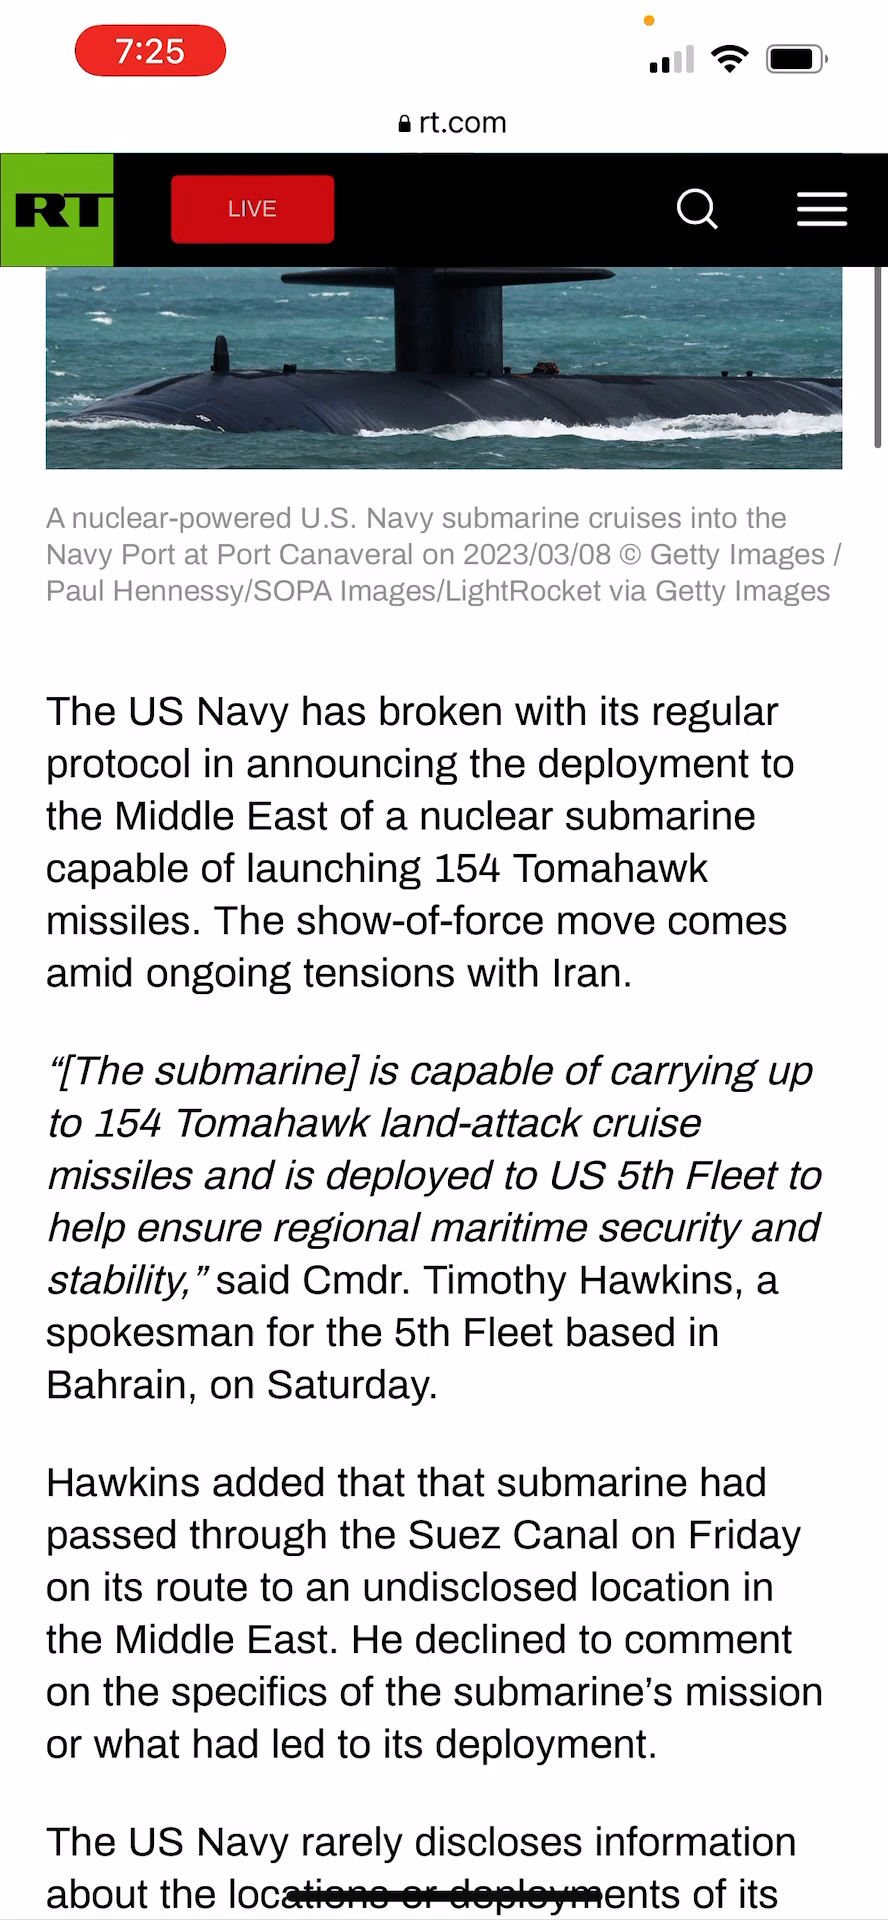 7:25
rt.com
RT
LIVE
A nuclear-powered U.S. Navy submarine cruises into the
Navy Port at Port Canaveral on 2023/03/08 © Getty Images /
Paul Hennessy/SOPA Images/LightRocket via Getty Images
The US Navy has broken with its regular
protocol in announcing the deployment to
the Middle East of a nuclear submarine
capable of launching 154 Tomahawk
missiles. The show-of-force move comes
amid ongoing tensions with Iran.
“[The submarine] is capable of carrying up
to 154 Tomahawk land-attack cruise
missiles and is deployed to US 5th Fleet to
help ensure regional maritime security and
stability,” said Cmdr. Timothy Hawkins, a
spokesman for the 5th Fleet based in
Bahrain, on Saturday.
Hawkins added that that submarine had
passed through the Suez Canal on Friday
on its route to an undisclosed location in
the Middle East. He declined to comment
on the specifics of the submarine’s mission
or what had led to its deployment.
The US Navy rarely discloses information
about the locations or deployments of its